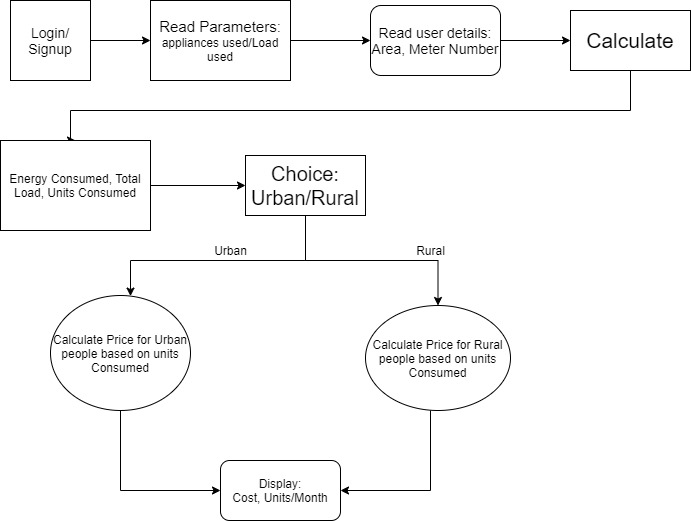 Login/
Signup
Read Parameters:
appliances used/Load
used
Read user details:
Area, Meter Number
Calculate
Energy Consumed, Total
Load, Units Consumed
Choice:
Urban/Rural
Urban
Rural
Calculate Price for Urban
people based on units
Consumed
Calculate Price for Rural
people based on units
Consumed
Display:
Cost, Units/Month